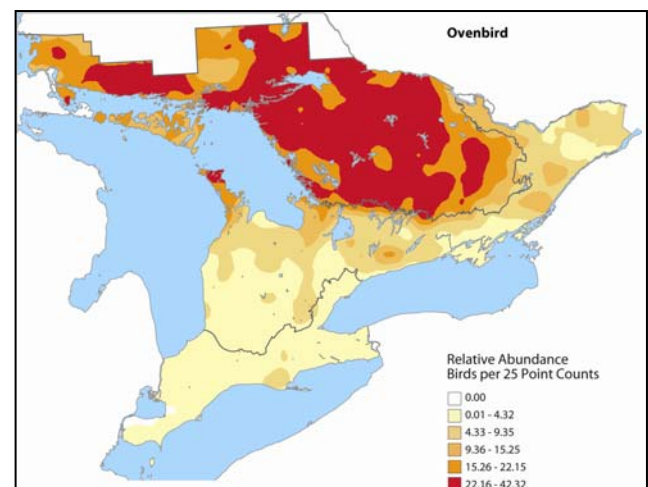 Ovenbird
Relative Abundance
Birds per 25 Point Counts
0.00
0.01 - 4.32
4.33 - 9.35
9.36 - 15.25
15.26 - 22.15
22.16 - 42.32